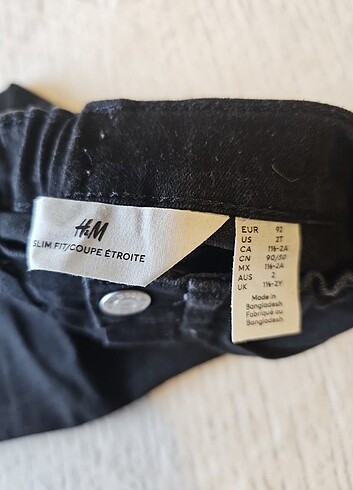 H&M
SLIM FIT/COUPE ÉTROITE
EUR 92
US 2T
CA 1½-2A
CN 90/50
MX 1½-2A
AUS 2
UK 1½-2Y
Made in
Bangladesh
Fabriqué au
Bangladesh